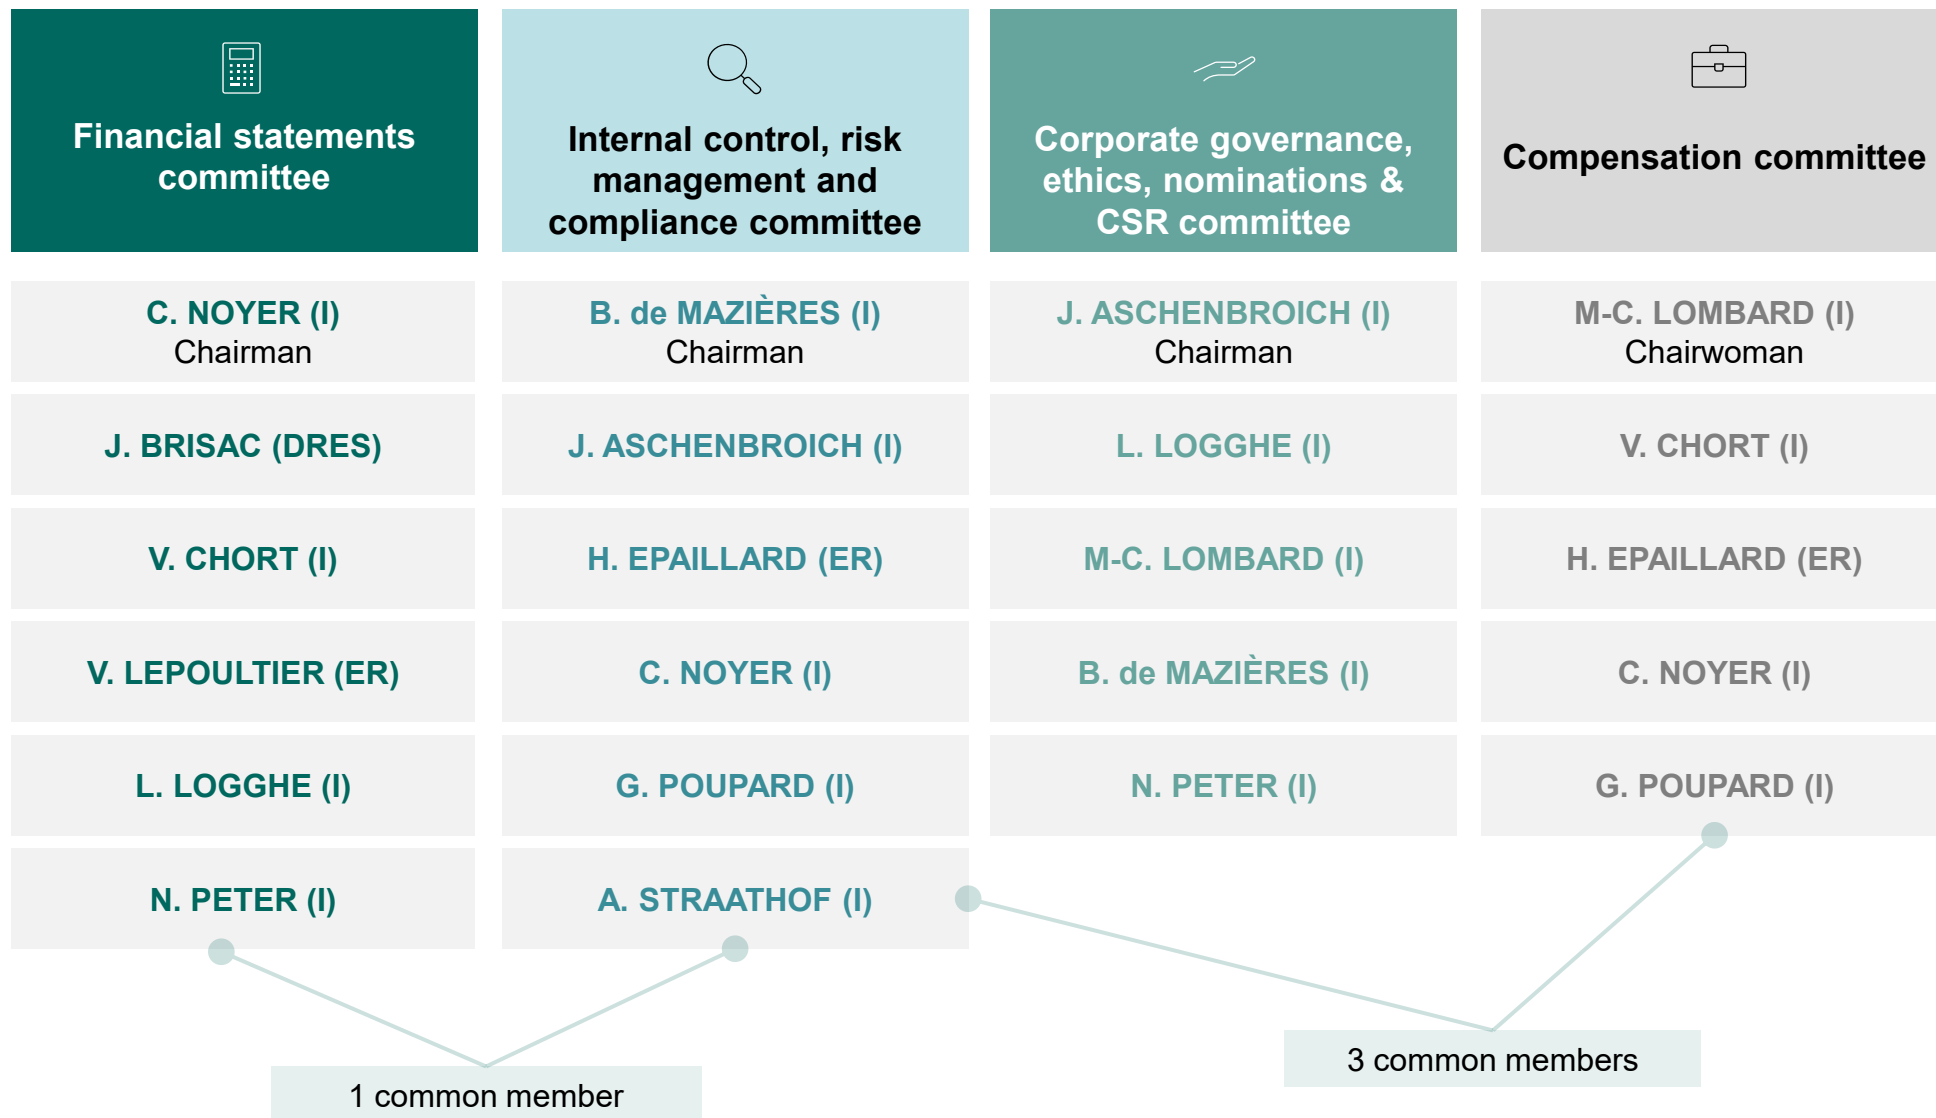 Financial statements
committee
C. NOYER (I)
Chairman
J. BRISAC (DRES)
V. CHORT (I)
V. LEPOULTIER (ER)
L. LOGGHE (I)
N. PETER (I)
Internal control, risk
management and
compliance committee
B. de MAZIÈRES (I)
Chairman
J. ASCHENBROICH (I)
H. EPAILLARD (ER)
C. NOYER (I)
G. POUPARD (I)
A. STRAATHOF (I)
Corporate governance,
ethics, nominations &
CSR committee
J. ASCHENBROICH (I)
Chairman
L. LOGGHE (I)
M-C. LOMBARD (I)
B. de MAZIÈRES (I)
N. PETER (I)
Compensation committee
M-C. LOMBARD (I)
Chairwoman
V. CHORT (I)
H. EPAILLARD (ER)
C. NOYER (I)
G. POUPARD (I)
1 common member
3 common members